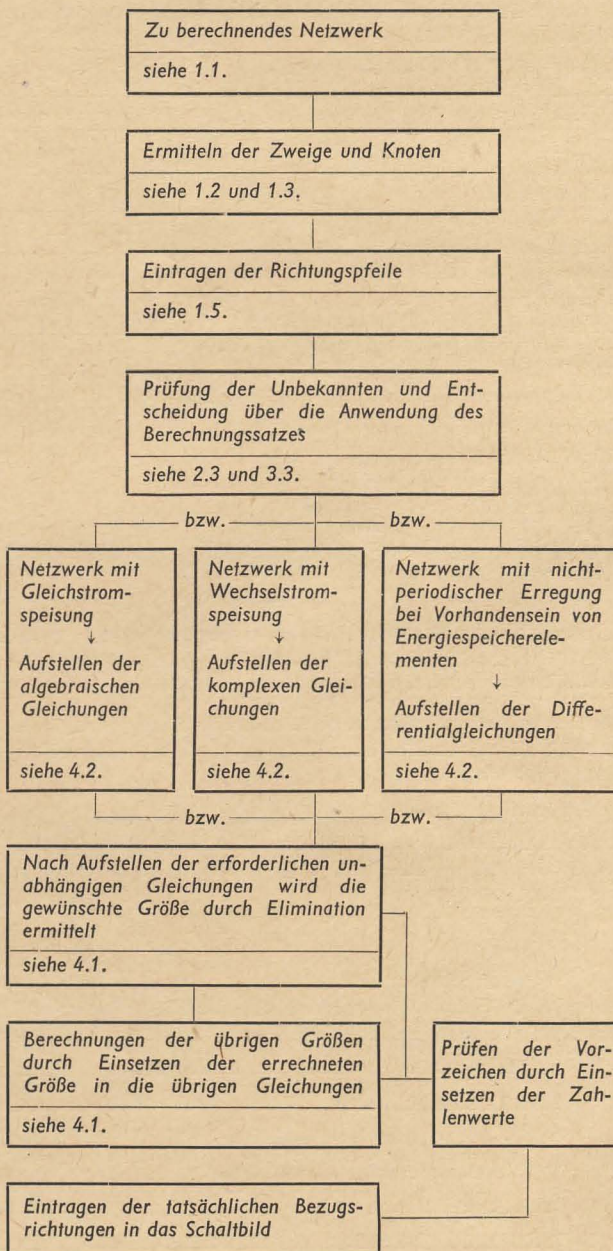 Zu berechnendes Netzwerk
siehe 1.1.
Ermitteln der Zweige und Knoten
siehe 1.2 und 1.3.
Eintragen der Richtungspfeile
siehe 1.5.
Prüfung der Unbekannten und Ent-
scheidung über die Anwendung des
Berechnungssatzes
siehe 2.3 und 3.3.
bzw. bzw.
Netzwerk mit
Gleichstrom-
speisung
↓
Aufstellen der
algebraischen
Gleichungen
siehe 4.2.
Netzwerk mit
Wechselstrom-
speisung
↓
Aufstellen der
komplexen Glei-
chungen
siehe 4.2.
Netzwerk mit nicht-
periodischer Erregung
bei Vorhandensein von
Energiespeicherele-
menten
↓
Aufstellen der Diffe-
rentialgleichungen
siehe 4.2.
bzw. bzw.
Nach Aufstellen der erforderlichen un-
abhängigen Gleichungen wird die
gewünschte Größe durch Elimination
ermittelt
siehe 4.1.
Berechnungen der übrigen Größen
durch Einsetzen der errechneten
Größe in die übrigen Gleichungen
siehe 4.1.
Prüfen der Vor-
zeichen durch Ein-
setzen der Zah-
lenwerte
Eintragen der tatsächlichen Bezugs-
richtungen in das Schaltbild